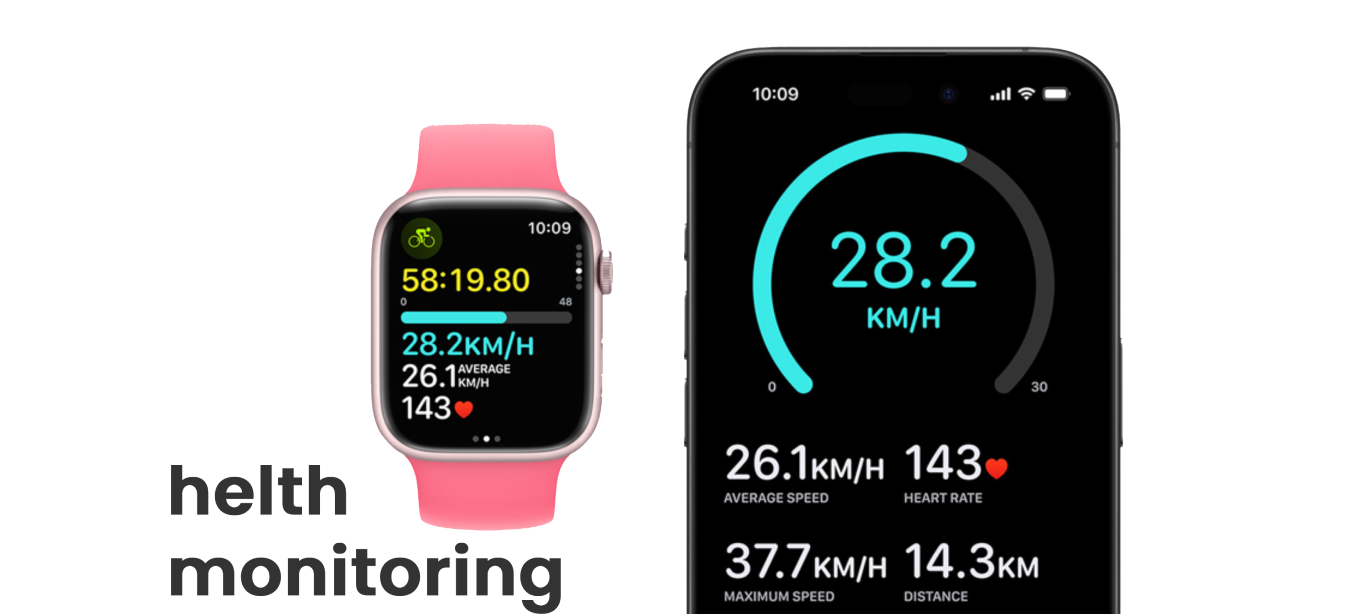 10:09
58:19.80
0 48
28.2KM/H
26.1 AVERAGE KM/H
143
helth
monitoring
10:09
28.2
KM/H
0 30
26.1KM/H 143
AVERAGE SPEED HEART RATE
37.7KM/H 14.3KM
MAXIMUM SPEED DISTANCE